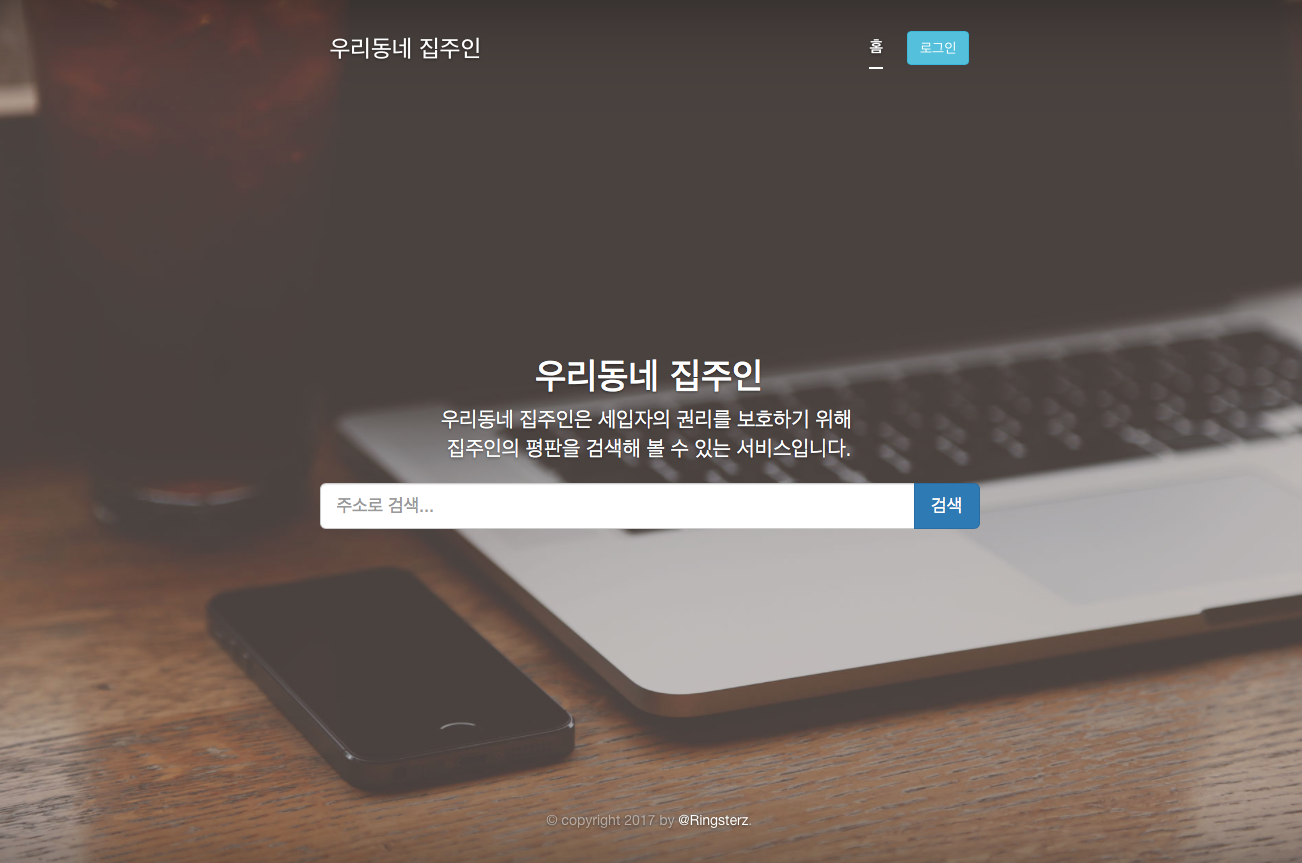 우리동네 집주인
홈
로그인
우리동네 집주인
우리동네 집주인은 세입자의 권리를 보호하기 위해
집주인의 평판을 검색해 볼 수 있는 서비스입니다.
주소로 검색...
검색
© copyright 2017 by @Ringsterz.